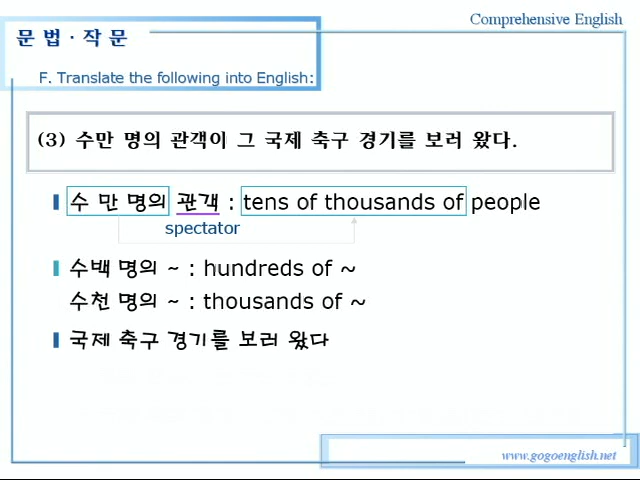 Comprehensive English
문 법 · 작 문
F. Translate the following into English:
(3) 수만 명의 관객이 그 국제 축구 경기를 보러 왔다.
수 만 명의 관객 : tens of thousands of people
spectator
수백 명의 ~ : hundreds of ~
수천 명의 ~ : thousands of ~
국제 축구 경기를 보러 왔다
www.gogoenglish.net